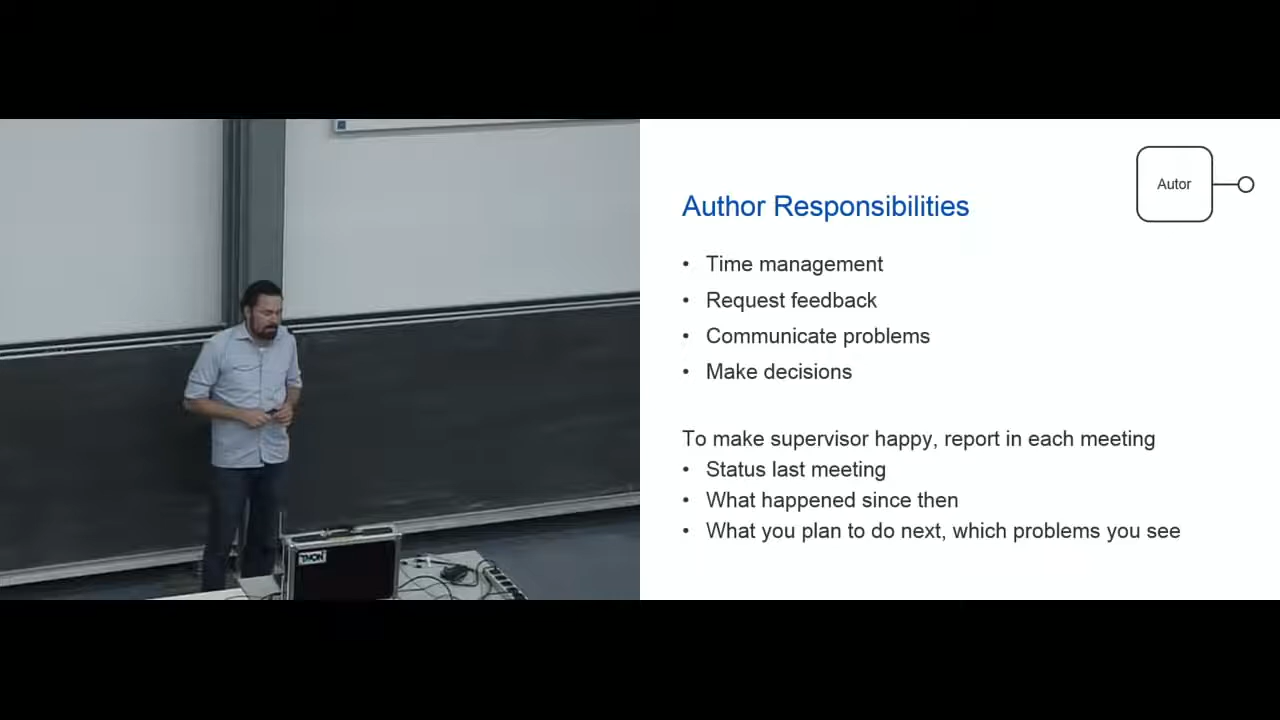 Autor
Author Responsibilities
• Time management
• Request feedback
• Communicate problems
• Make decisions
To make supervisor happy, report in each meeting
• Status last meeting
• What happened since then
• What you plan to do next, which problems you see
THON